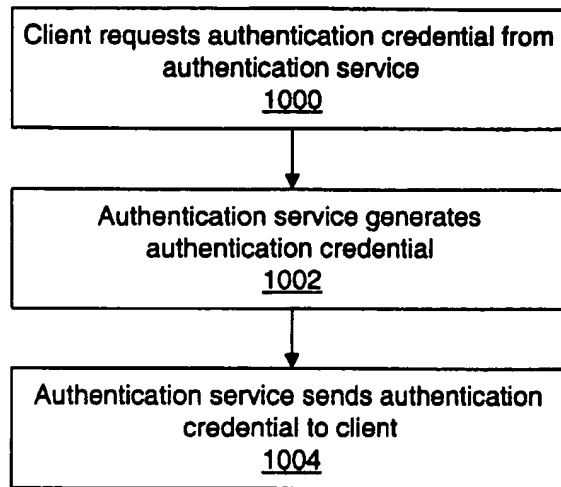 Client requests authentication credential from
authentication service
1000
Authentication service generates
authentication credential
1002
Authentication service sends authentication
credential to client
1004